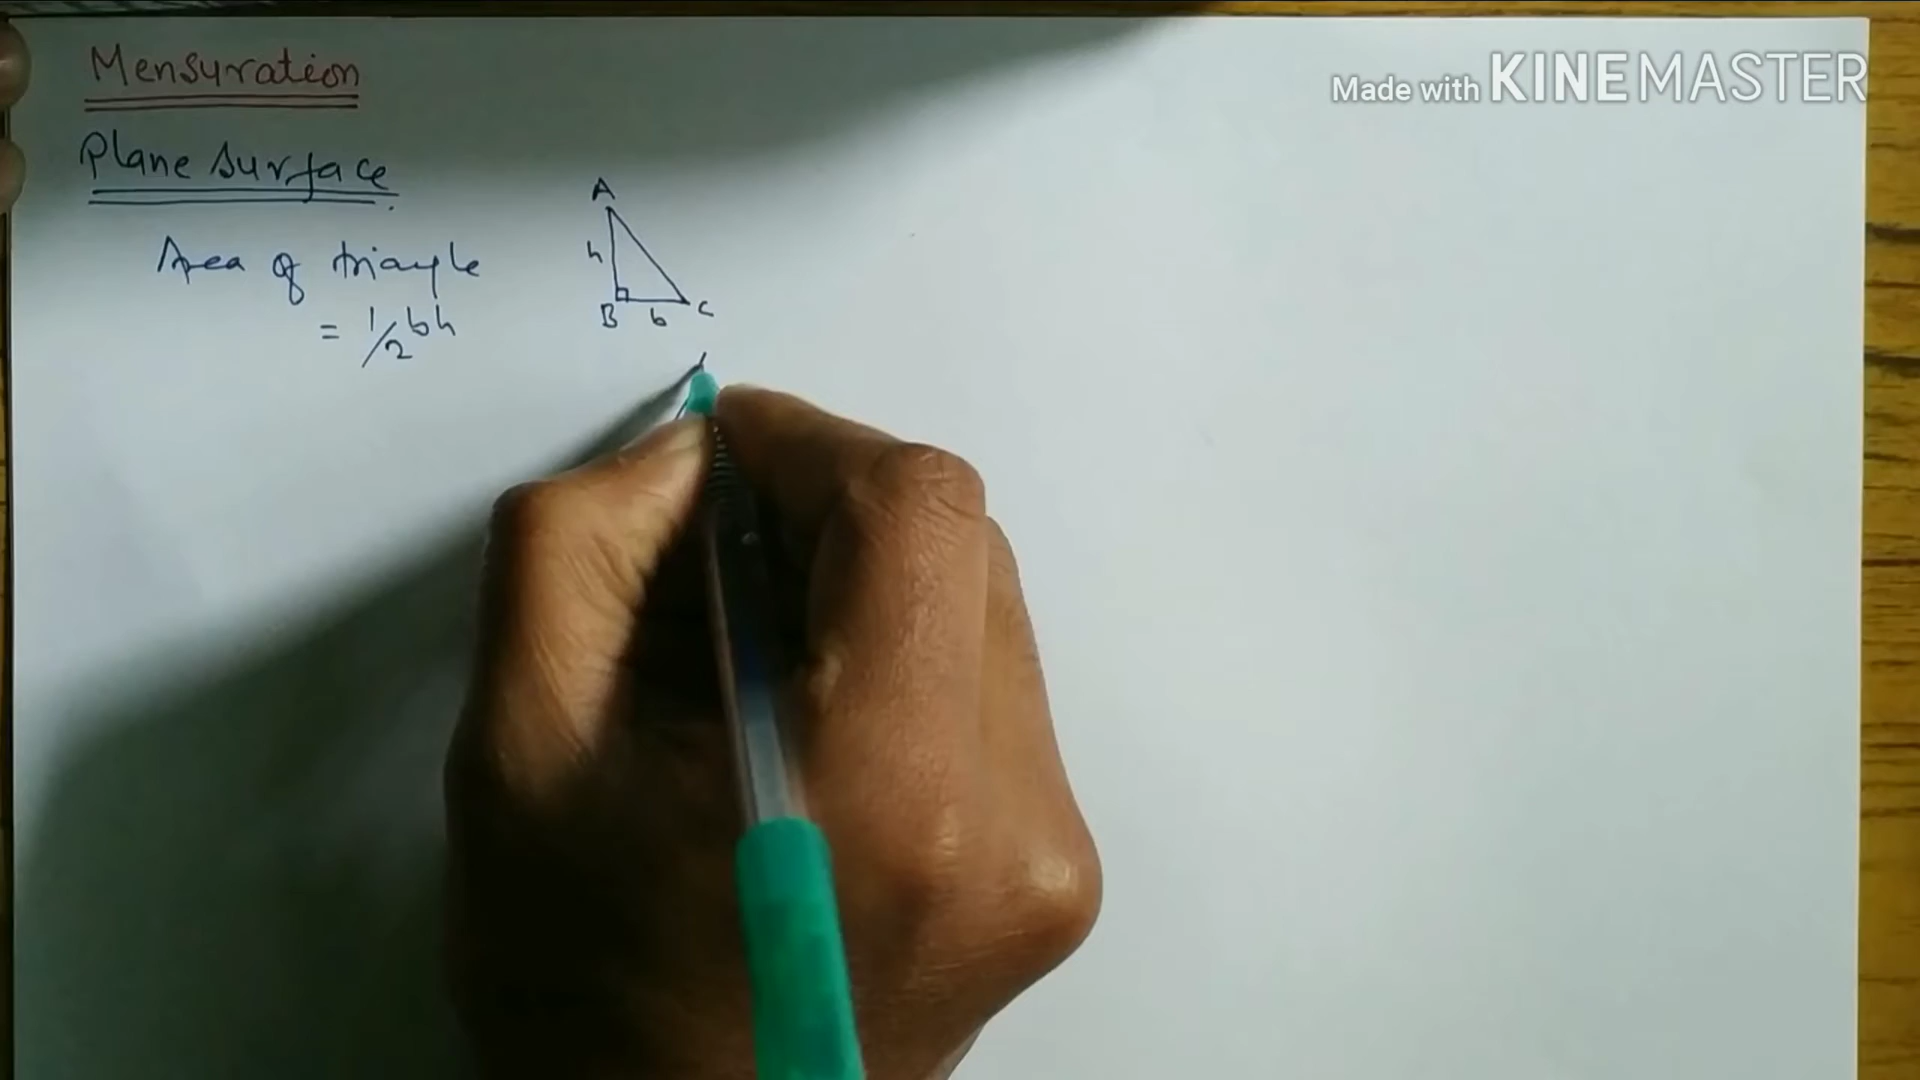 Mensuration
Made with KINEMASTER
Plane surface
Area of triangle
= 1/2 bh
A
h
B b C